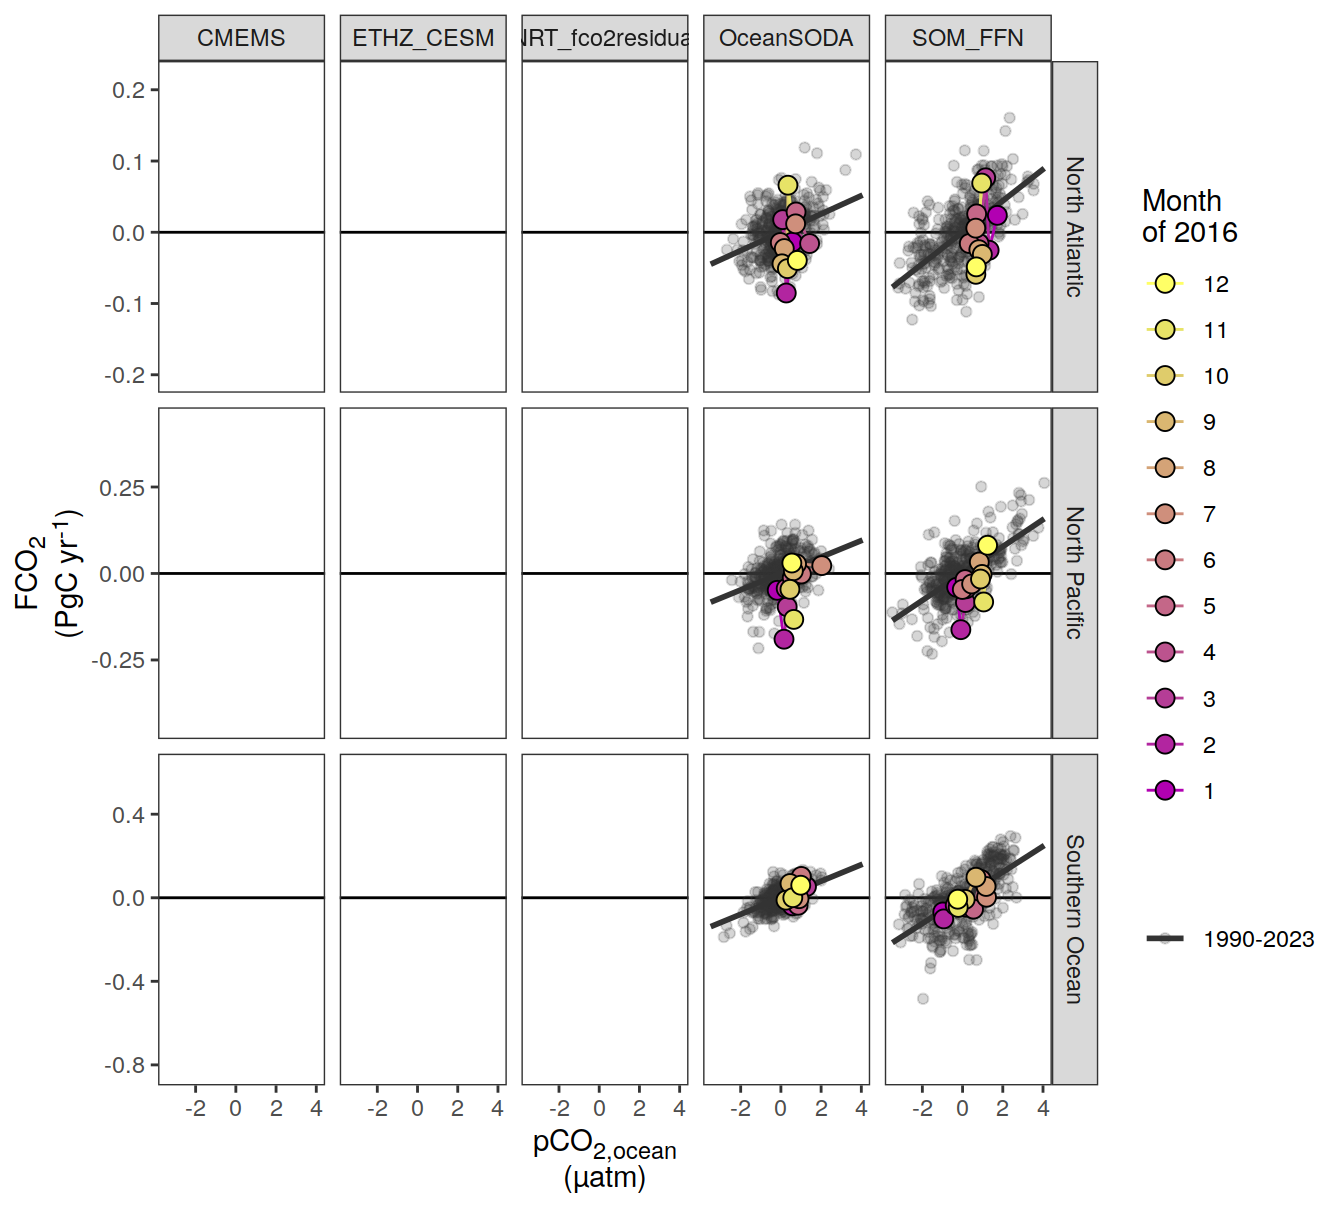 CMEMS ETHZ_CESM NRT_fco2residua OceanSODA SOM_FFN
0.2
0.1
0.0
-0.1
-0.2
North Atlantic
0.25
0.00
-0.25
North Pacific
0.4
0.0
-0.4
-0.8
Southern Ocean
-2 0 2 4 -2 0 2 4 -2 0 2 4 -2 0 2 4 -2 0 2 4
FCO2
(PgC yr-1)
pCO2,ocean
(µatm)
Month
of 2016
12
11
10
9
8
7
6
5
4
3
2
1
1990-2023